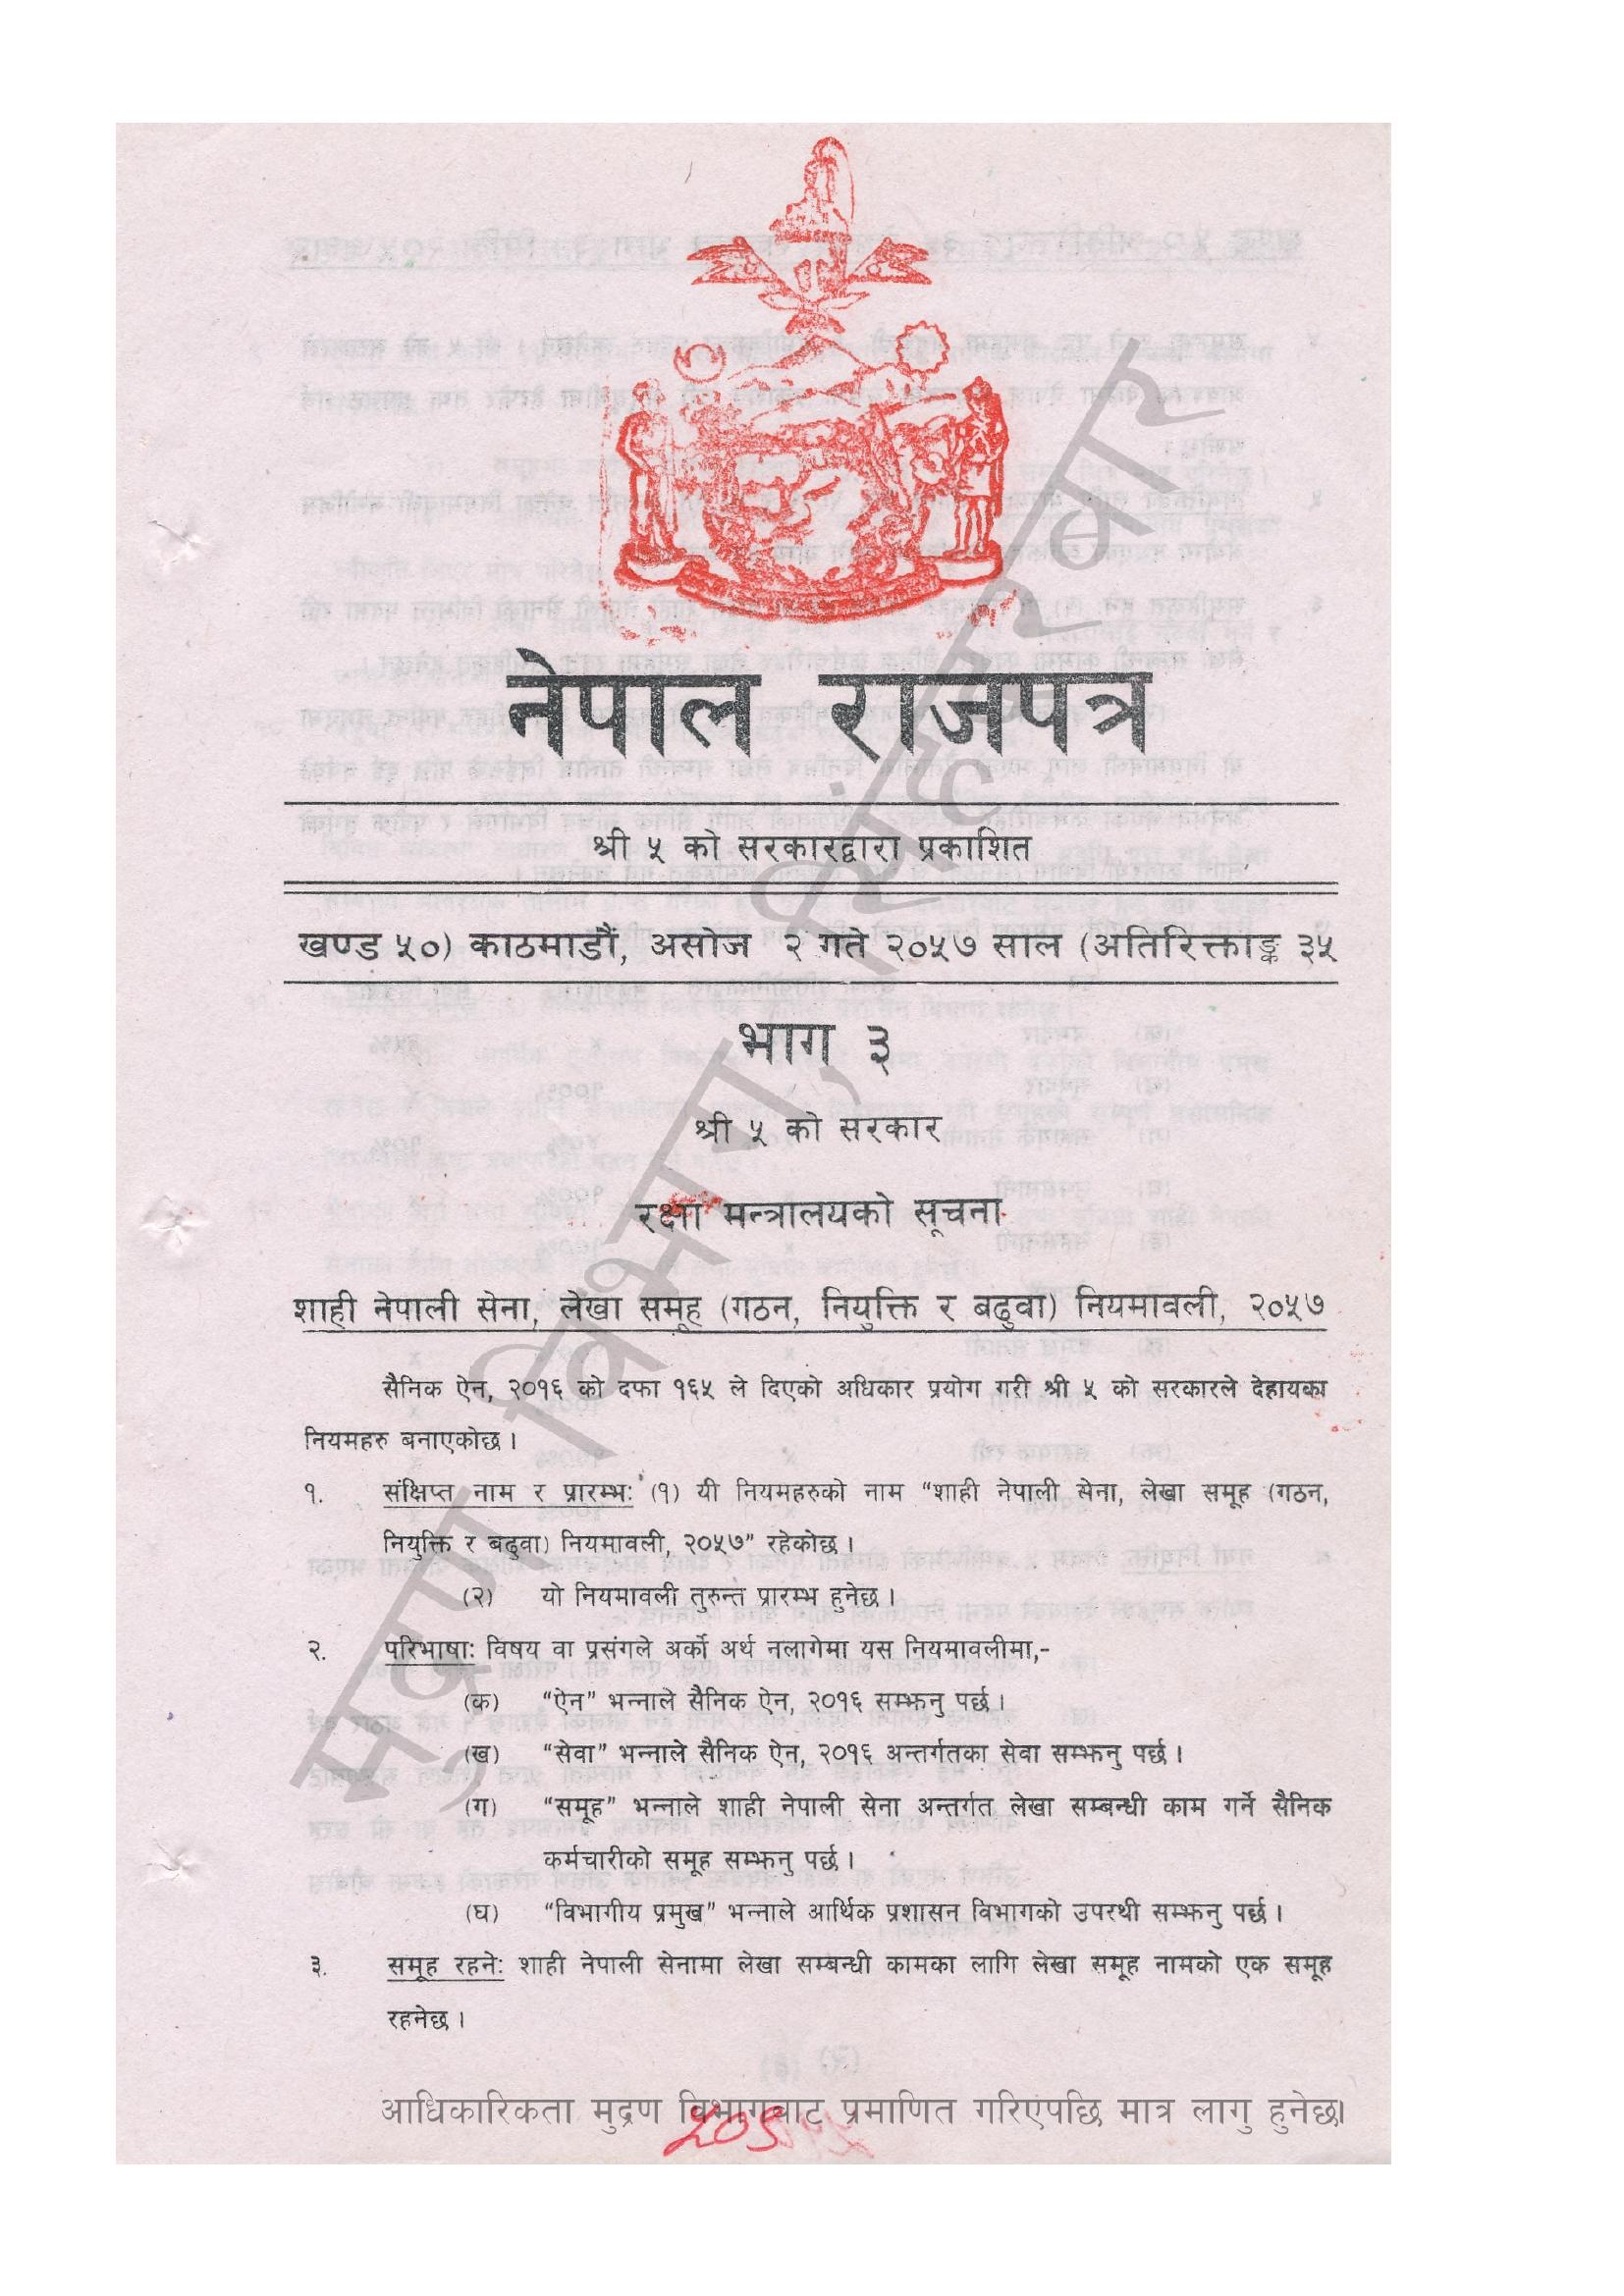 नेपाल राजपत्र
श्री ५ को सरकारद्वारा प्रकाशित
खण्ड ५०) काठमाडौं, असोज २ गते २०५७ साल (अतिरिक्ताङ्क ३५
भाग ३
श्री ५ को सरकार
रक्षा मन्त्रालयको सूचना
शाही नेपाली सेना, लेखा समूह (गठन, नियुक्ति र बढुवा) नियमावली, २०५७
सैनिक ऐन, २०१६ को दफा १६५ ले दिएको अधिकार प्रयोग गरी श्री ५ को सरकारले देहायका
नियमहरु बनाएकोछ ।
१. संक्षिप्त नाम र प्रारम्भः (१) यी नियमहरुको नाम “शाही नेपाली सेना, लेखा समूह (गठन,
नियुक्ति र बढुवा) नियमावली, २०५७” रहेकोछ ।
(२) यो नियमावली तुरुन्त प्रारम्भ हुनेछ ।
२. परिभाषाः विषय वा प्रसंगले अर्को अर्थ नलागेमा यस नियमावलीमा,-
(क) “ऐन” भन्नाले सैनिक ऐन, २०१६ सम्झनु पर्छ ।
(ख) “सेवा” भन्नाले सैनिक ऐन, २०१६ अन्तर्गतका सेवा सम्झनु पर्छ ।
(ग) “समूह” भन्नाले शाही नेपाली सेना अन्तर्गत लेखा सम्बन्धी काम गर्ने सैनिक
कर्मचारीको समूह सम्झनु पर्छ ।
(घ) “विभागीय प्रमुख” भन्नाले आर्थिक प्रशासन विभागको उपरथी सम्झनु पर्छ ।
३. समूह रहनेः शाही नेपाली सेनामा लेखा सम्बन्धी कामका लागि लेखा समूह नामको एक समूह
रहनेछ ।
आधिकारिकता मुद्रण विभागबाट प्रमाणित गरिएपछि मात्र लागु हुनेछ।
मुद्रण विभाग, सिंहदरबार